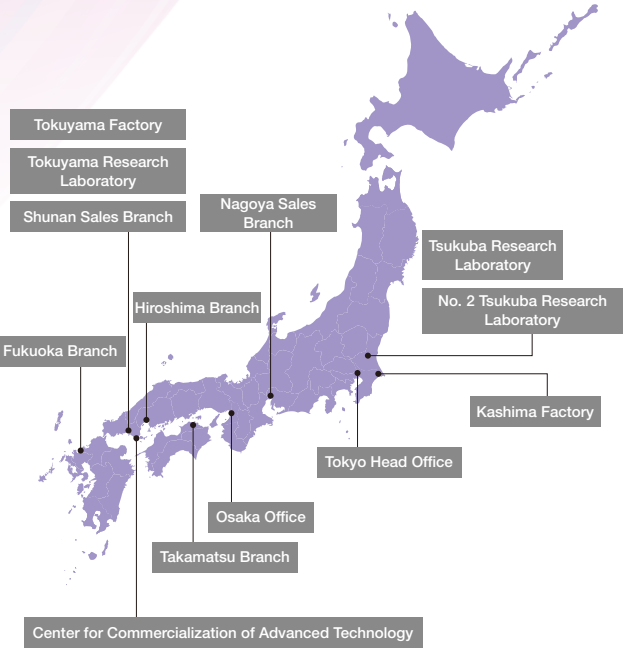 Tokuyama Factory
Tokuyama Research
Laboratory
Shunan Sales Branch
Nagoya Sales
Branch
Tsukuba Research
Laboratory
No. 2 Tsukuba Research
Laboratory
Hiroshima Branch
Fukuoka Branch
Kashima Factory
Tokyo Head Office
Osaka Office
Takamatsu Branch
Center for Commercialization of Advanced Technology